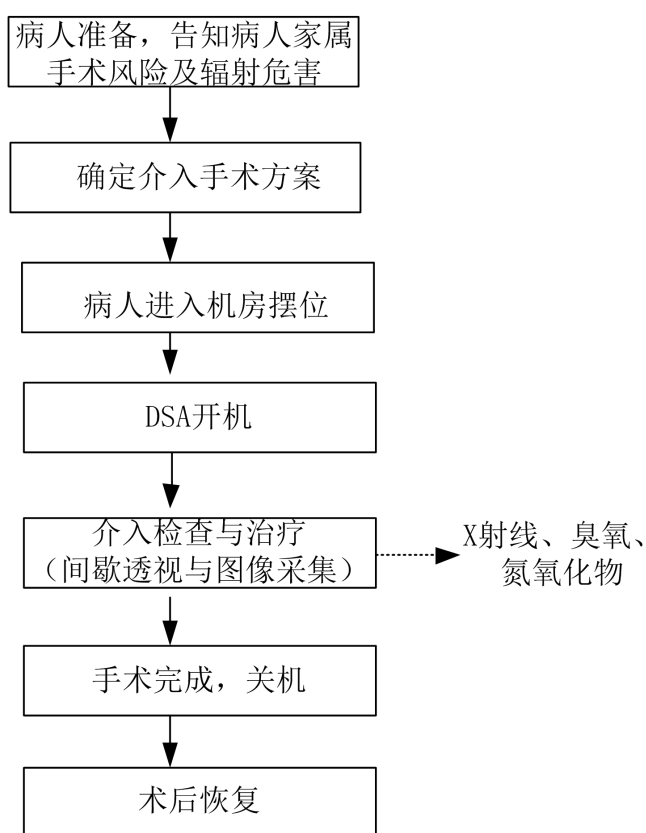 病人准备，告知病人家属
手术风险及辐射危害
确定介入手术方案
病人进入机房摆位
DSA开机
介入检查与治疗
（间歇透视与图像采集）
X射线、臭氧、
氮氧化物
手术完成，关机
术后恢复